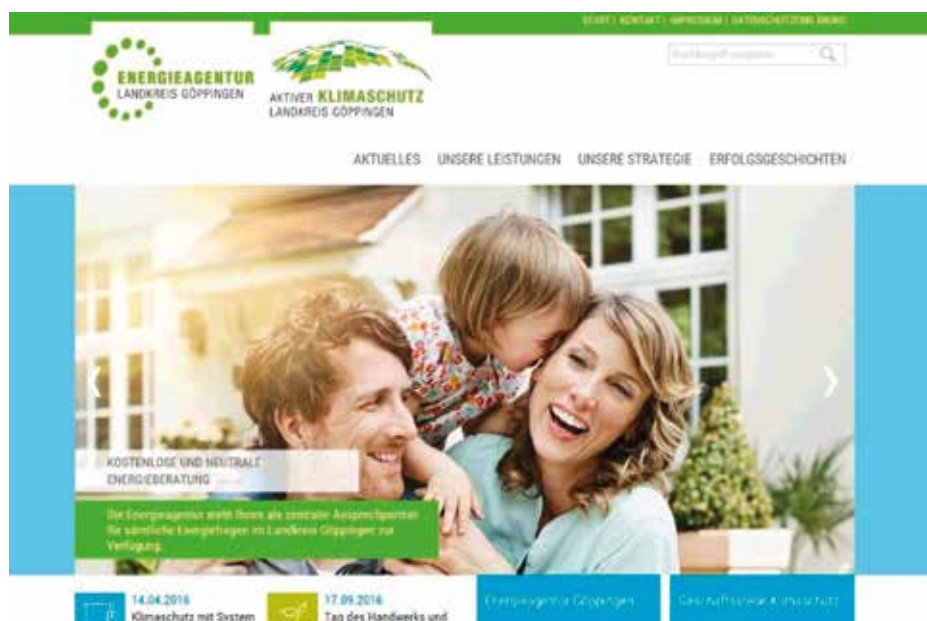 START | KONTAKT | IMPRESSUM | DATENSCHUTZERKLÄRUNG
ENERGIEAGENTUR
LANDKREIS GÖPPINGEN
AKTIVER KLIMASCHUTZ
LANDKREIS GÖPPINGEN
AKTUELLES UNSERE LEISTUNGEN UNSERE STRATEGIE ERFOLGSGESCHICHTEN
KOSTENLOSE UND NEUTRALE
ENERGIEBERATUNG
Die Energieagentur steht Ihnen als zentraler Ansprechpartner
für sämtliche Energiefragen im Landkreis Göppingen zur
Verfügung.
14.04.2016
Klimaschutz mit System
17.09.2016
Tag des Handwerks und
Energieagentur Göppingen
Geschäftsstelle Klimaschutz